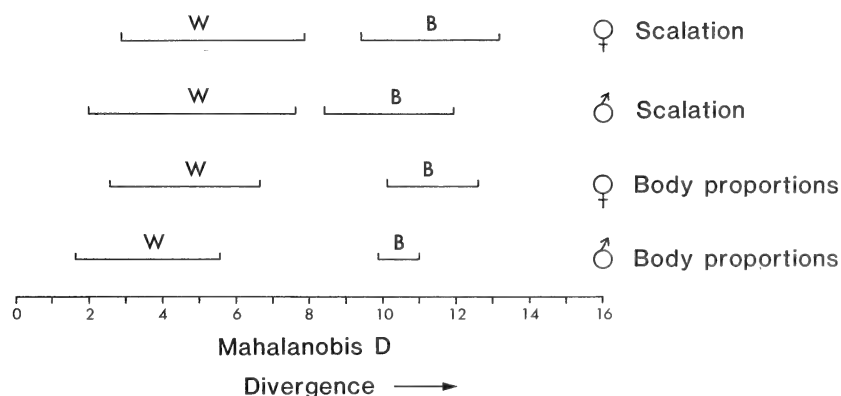 W B ♀ Scalation
W B ♂ Scalation
W B ♀ Body proportions
W B ♂ Body proportions
0 2 4 6 8 10 12 14 16
Mahalanobis D
Divergence →